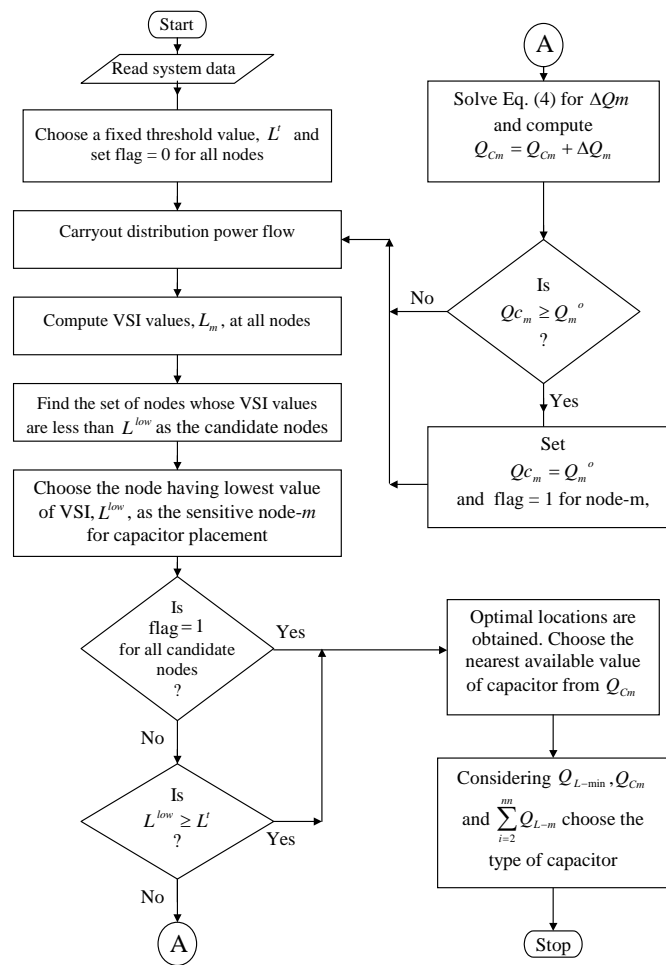 Start
Read system data
Choose a fixed threshold value, L^t and
set flag = 0 for all nodes
Carryout distribution power flow
Compute VSI values, L_m, at all nodes
Find the set of nodes whose VSI values
are less than L^low as the candidate nodes
Choose the node having lowest value
of VSI, L^low, as the sensitive node-m
for capacitor placement
Is
flag = 1
for all candidate
nodes
?
Yes
No
Is
L^low ≥ L^t
?
Yes
No
A
A
Solve Eq. (4) for ΔQm
and compute
Q_Cm = Q_Cm + ΔQ_m
Is
Qc_m ≥ Q_m^o
?
No
Yes
Set
Qc_m = Q_m^o
and flag = 1 for node-m,
Optimal locations are
obtained. Choose the
nearest available value
of capacitor from Q_Cm
Considering Q_L-min, Q_Cm
and ∑_{i=2}^{nn} Q_L-m choose the
type of capacitor
Stop